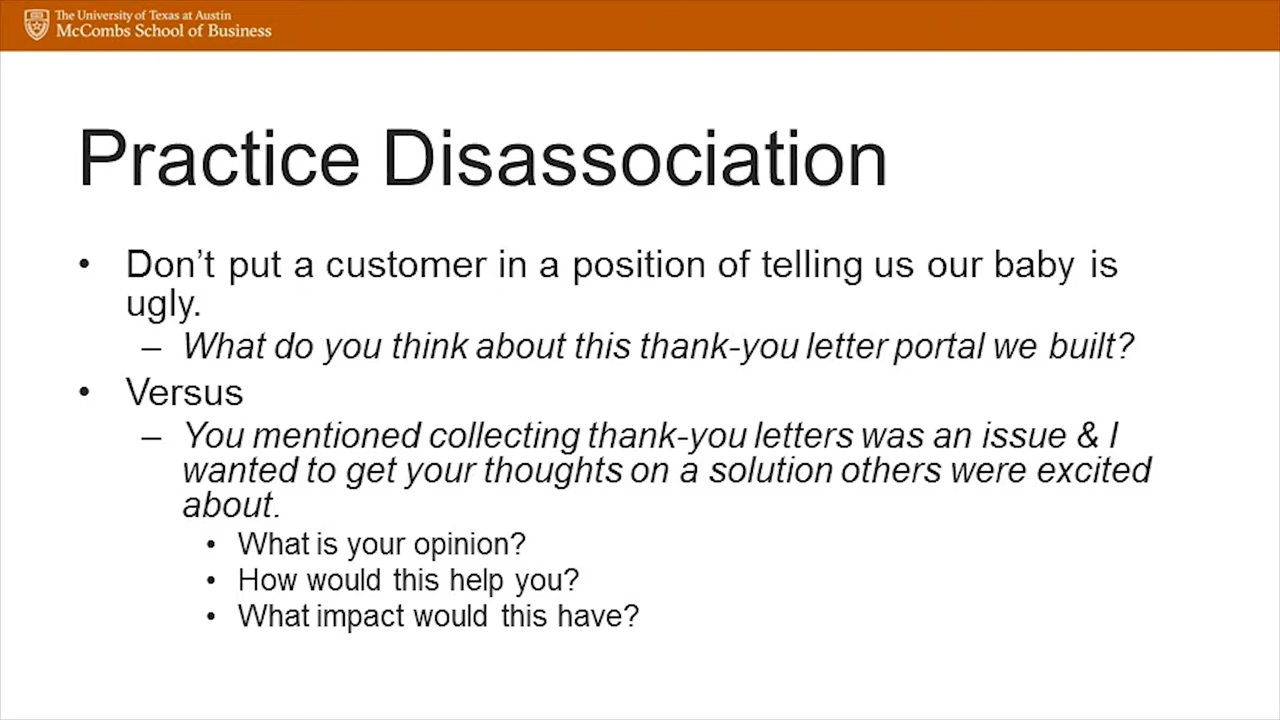 The University of Texas at Austin
McCombs School of Business
Practice Disassociation
• Don’t put a customer in a position of telling us our baby is
ugly.
– What do you think about this thank-you letter portal we built?
• Versus
– You mentioned collecting thank-you letters was an issue & I
wanted to get your thoughts on a solution others were excited
about.
• What is your opinion?
• How would this help you?
• What impact would this have?